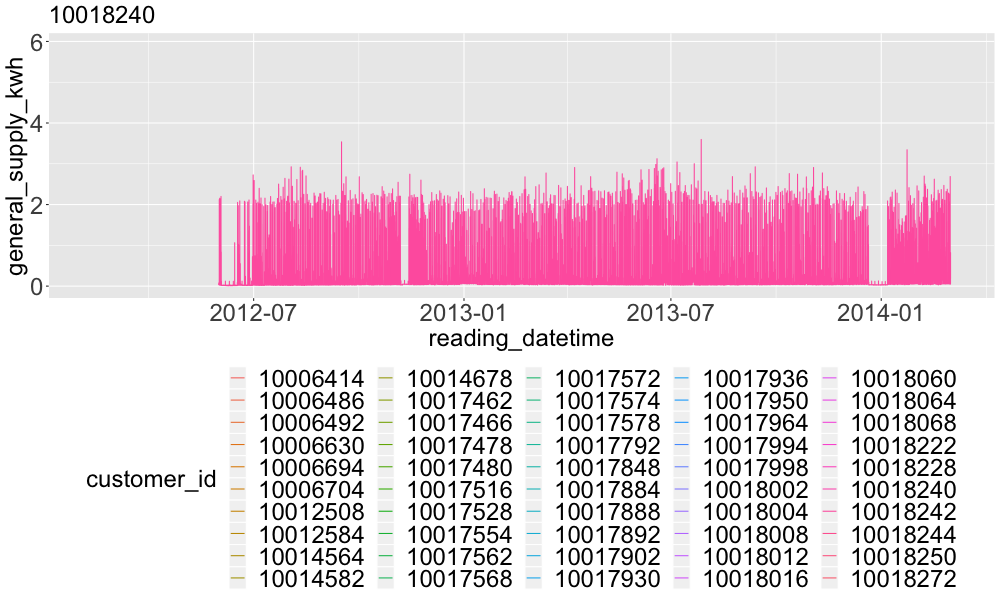 10018240
general_supply_kwh
6
4
2
0
2012-07 2013-01 2013-07 2014-01
reading_datetime
customer_id
10006414 10014678 10017572 10017936 10018060
10006486 10017462 10017574 10017950 10018064
10006492 10017466 10017578 10017964 10018068
10006630 10017478 10017792 10017994 10018222
10006694 10017480 10017848 10017998 10018228
10006704 10017516 10017884 10018002 10018240
10012508 10017528 10017888 10018004 10018242
10012584 10017554 10017892 10018008 10018244
10014564 10017562 10017902 10018012 10018250
10014582 10017568 10017930 10018016 10018272